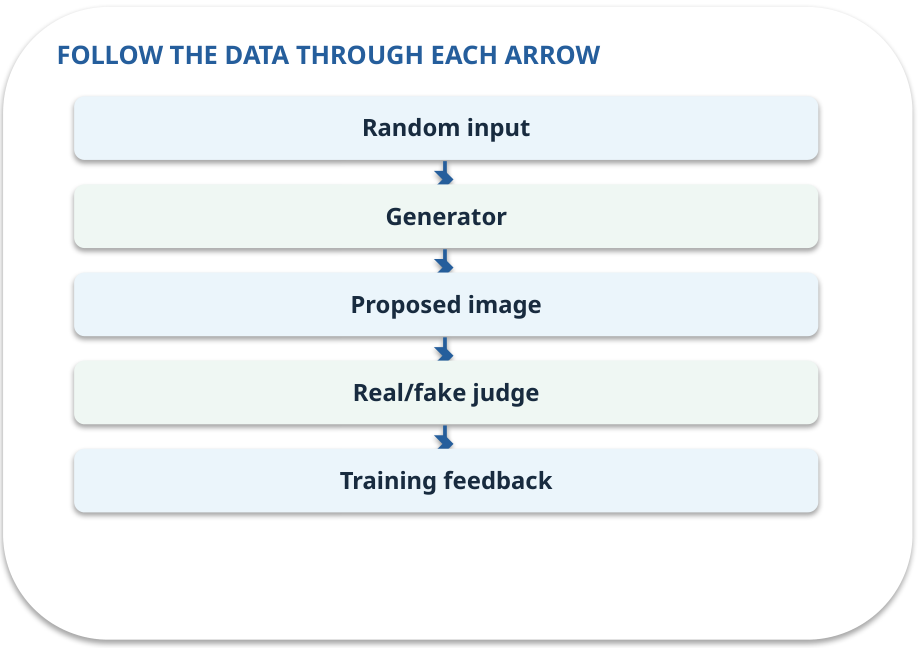 FOLLOW THE DATA THROUGH EACH ARROW
Random input
Generator
Proposed image
Real/fake judge
Training feedback